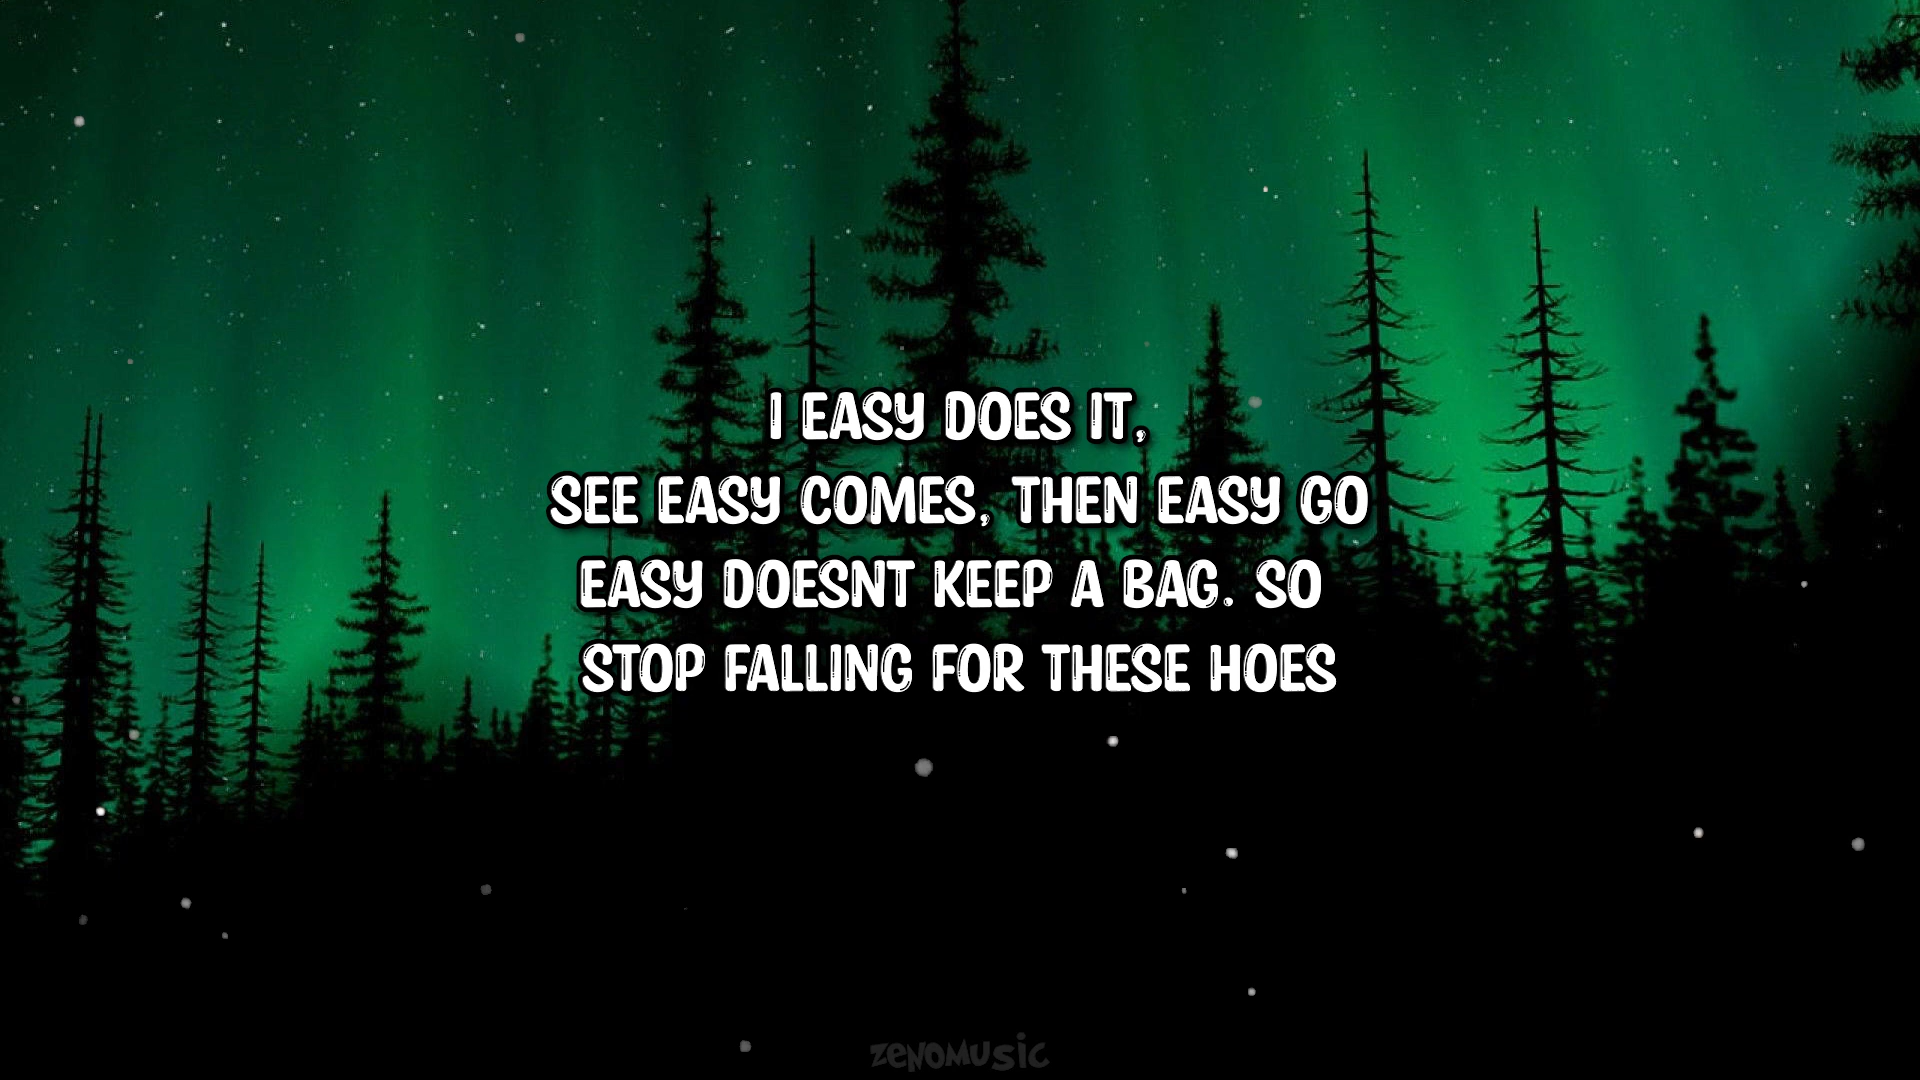 I EASY DOES IT,
SEE EASY COMES, THEN EASY GO
EASY DOESNT KEEP A BAG. SO
STOP FALLING FOR THESE HOES
ZENOMUSIC